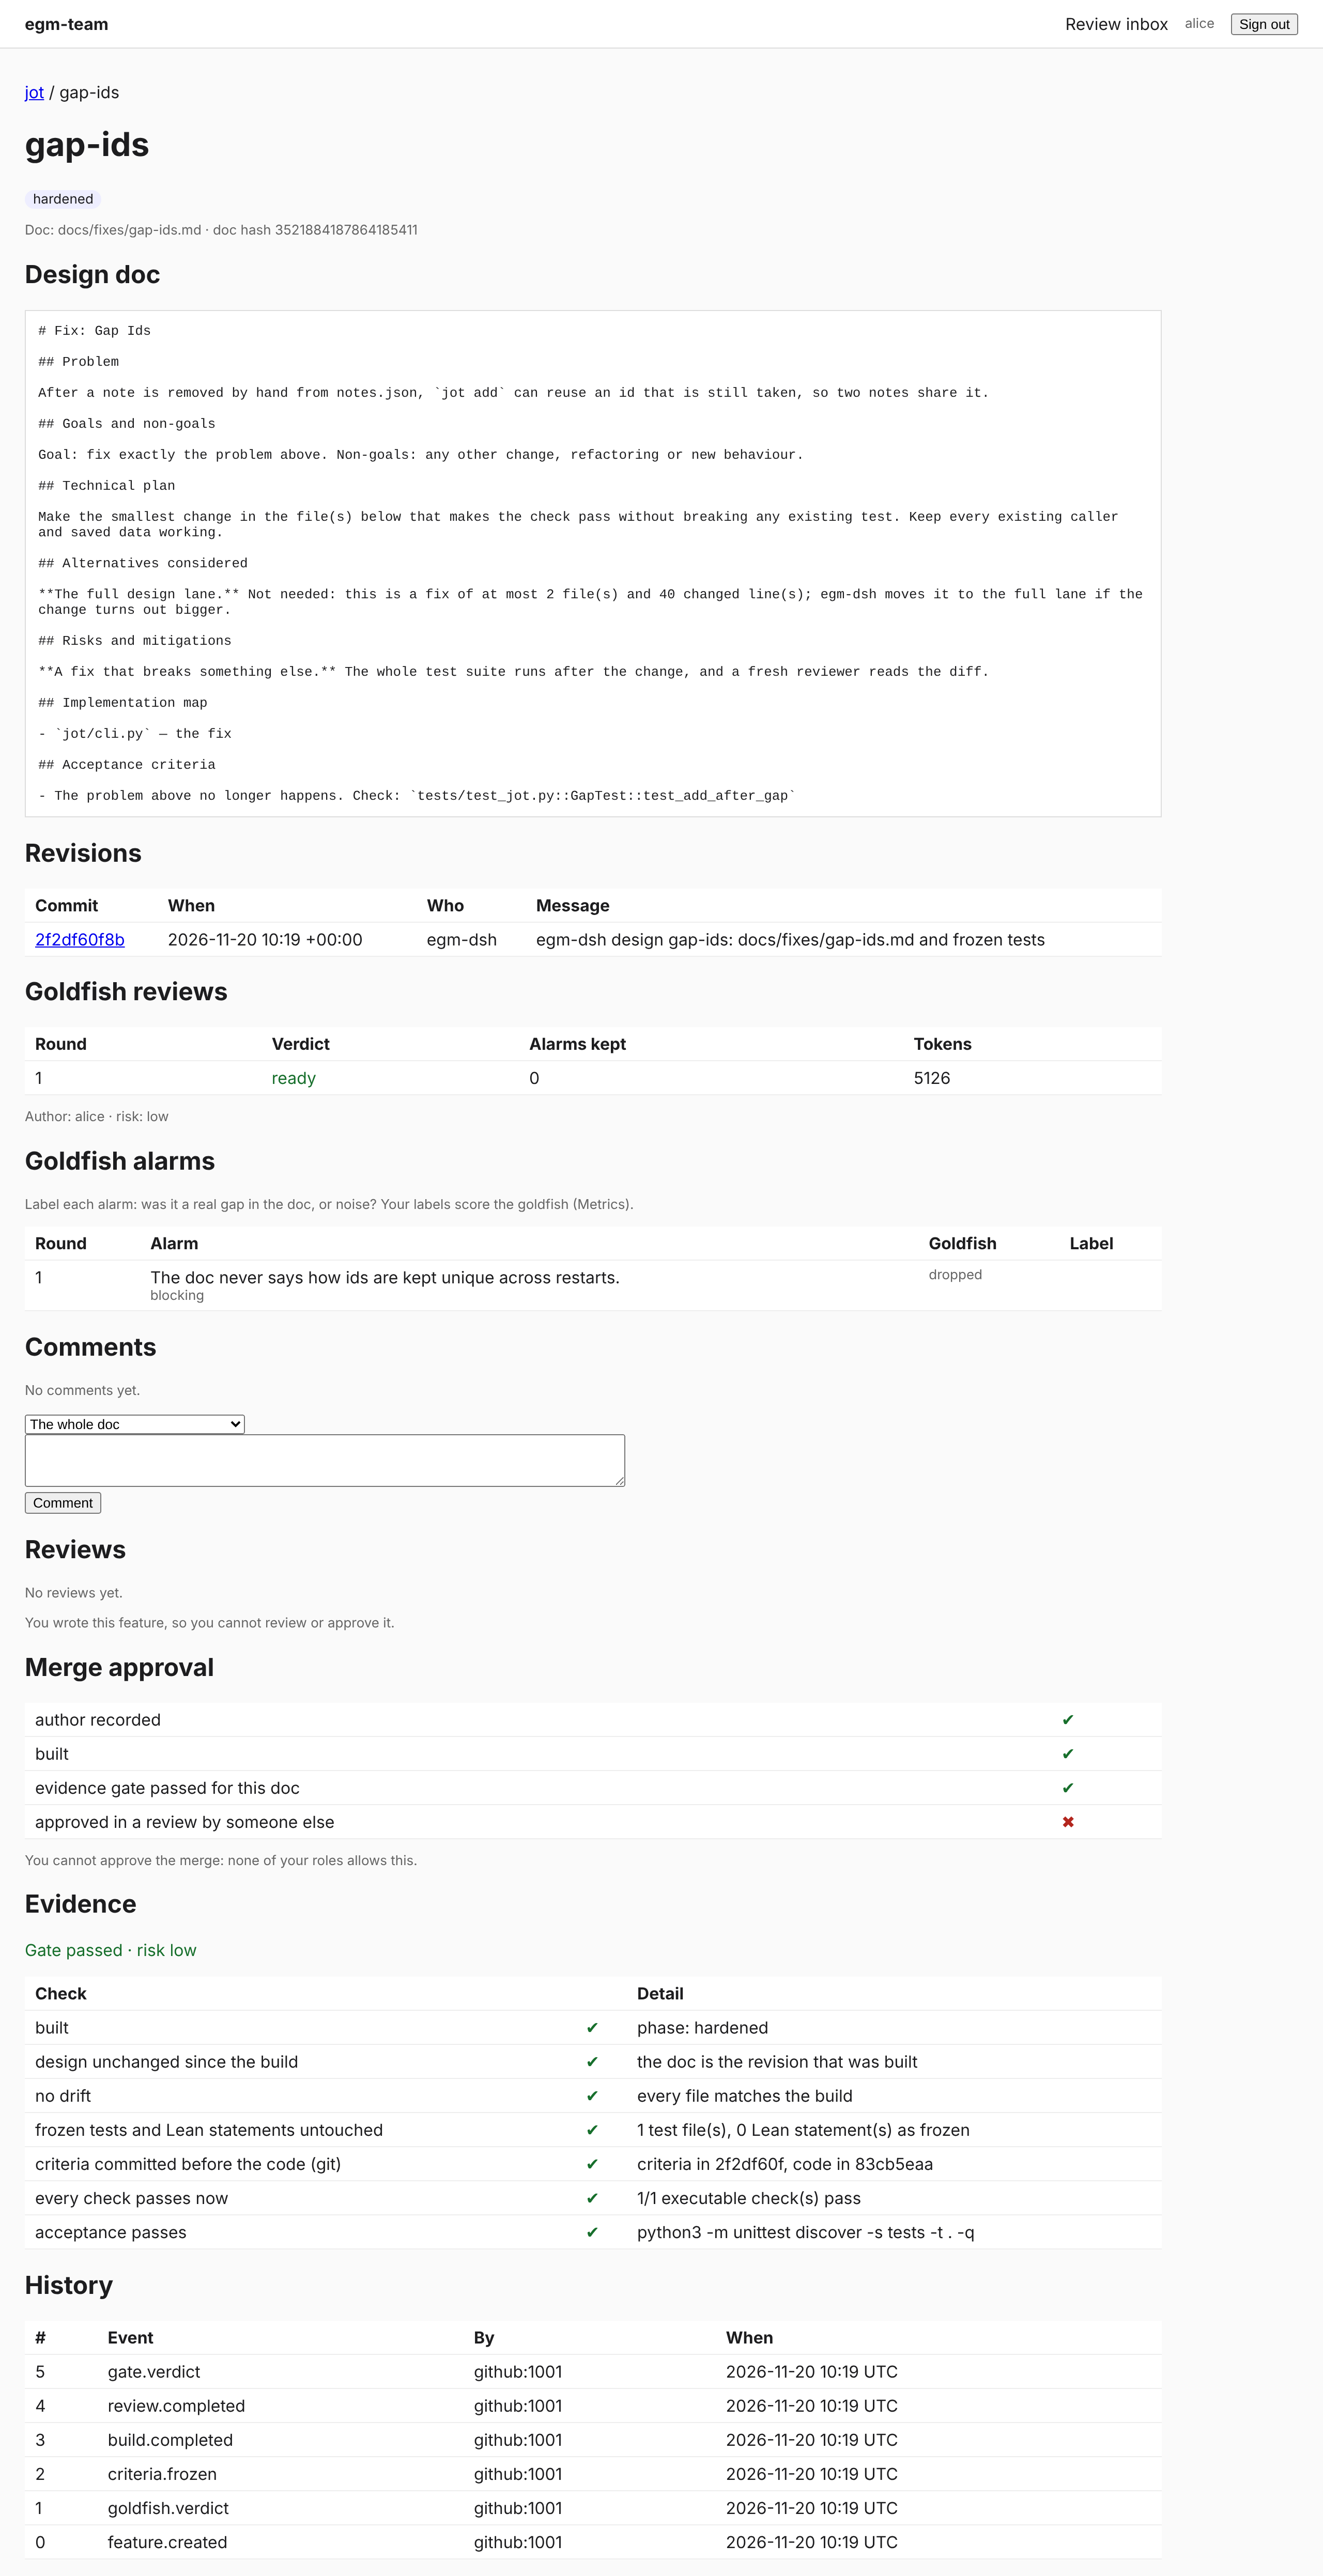 egm-team
Review inbox alice Sign out
jot / gap-ids
gap-ids
hardened
Doc: docs/fixes/gap-ids.md · doc hash 3521884187864185411
Design doc
# Fix: Gap Ids
## Problem
After a note is removed by hand from notes.json, `jot add` can reuse an id that is still taken, so two notes share it.
## Goals and non-goals
Goal: fix exactly the problem above. Non-goals: any other change, refactoring or new behaviour.
## Technical plan
Make the smallest change in the file(s) below that makes the check pass without breaking any existing test. Keep every existing caller
and saved data working.
## Alternatives considered
**The full design lane.** Not needed: this is a fix of at most 2 file(s) and 40 changed line(s); egm-dsh moves it to the full lane if the
change turns out bigger.
## Risks and mitigations
**A fix that breaks something else.** The whole test suite runs after the change, and a fresh reviewer reads the diff.
## Implementation map
- `jot/cli.py` — the fix
## Acceptance criteria
- The problem above no longer happens. Check: `tests/test_jot.py::GapTest::test_add_after_gap`
Revisions
Commit When Who Message
2f2df60f8b 2026-11-20 10:19 +00:00 egm-dsh egm-dsh design gap-ids: docs/fixes/gap-ids.md and frozen tests
Goldfish reviews
Round Verdict Alarms kept Tokens
1 ready 0 5126
Author: alice · risk: low
Goldfish alarms
Label each alarm: was it a real gap in the doc, or noise? Your labels score the goldfish (Metrics).
Round Alarm Goldfish Label
1 The doc never says how ids are kept unique across restarts. dropped
blocking
Comments
No comments yet.
The whole doc
Comment
Reviews
No reviews yet.
You wrote this feature, so you cannot review or approve it.
Merge approval
author recorded ✔
built ✔
evidence gate passed for this doc ✔
approved in a review by someone else ✖
You cannot approve the merge: none of your roles allows this.
Evidence
Gate passed · risk low
Check Detail
built ✔ phase: hardened
design unchanged since the build ✔ the doc is the revision that was built
no drift ✔ every file matches the build
frozen tests and Lean statements untouched ✔ 1 test file(s), 0 Lean statement(s) as frozen
criteria committed before the code (git) ✔ criteria in 2f2df60f, code in 83cb5eaa
every check passes now ✔ 1/1 executable check(s) pass
acceptance passes ✔ python3 -m unittest discover -s tests -t . -q
History
# Event By When
5 gate.verdict github:1001 2026-11-20 10:19 UTC
4 review.completed github:1001 2026-11-20 10:19 UTC
3 build.completed github:1001 2026-11-20 10:19 UTC
2 criteria.frozen github:1001 2026-11-20 10:19 UTC
1 goldfish.verdict github:1001 2026-11-20 10:19 UTC
0 feature.created github:1001 2026-11-20 10:19 UTC